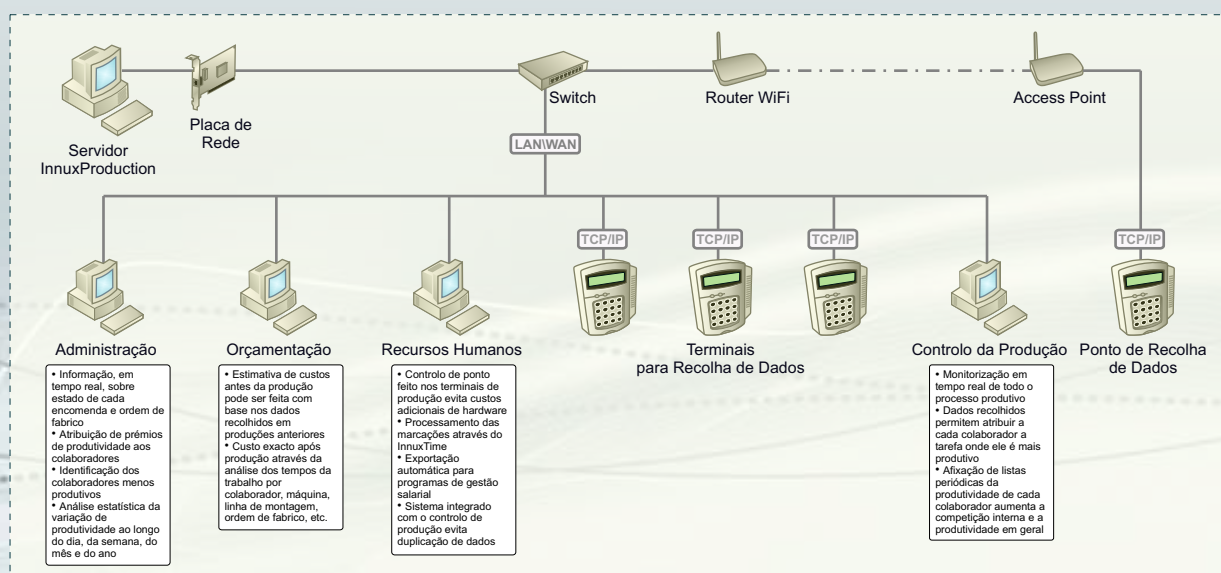 Servidor
InnuxProduction
Placa de
Rede
Switch
Router WiFi
Access Point
LAN\WAN
TCP/IP
TCP/IP
TCP/IP
TCP/IP
Administração
• Informação, em
tempo real, sobre
estado de cada
encomenda e ordem de
fabrico
• Atribuição de prémios
de produtividade aos
colaboradores
• Identificação dos
colaboradores menos
produtivos
• Análise estatística da
variação de
produtividade ao longo
do dia, da semana, do
mês e do ano
Orçamentação
• Estimativa de custos
antes da produção
pode ser feita com
base nos dados
recolhidos em
produções anteriores
• Custo exacto após
produção através da
análise dos tempos da
trabalho por
colaborador, máquina,
linha de montagem,
ordem de fabrico, etc.
Recursos Humanos
• Controlo de ponto
feito nos terminais de
produção evita custos
adicionais de hardware
• Processamento das
marcações através do
InnuxTime
• Exportação
automática para
programas de gestão
salarial
• Sistema integrado
com o controlo de
produção evita
duplicação de dados
Terminais
para Recolha de Dados
Controlo da Produção
• Monitorização em
tempo real de todo o
processo produtivo
• Dados recolhidos
permitem atribuir a
cada colaborador a
tarefa onde ele é mais
produtivo
• Afixação de listas
periódicas da
produtividade de cada
colaborador aumenta a
competição interna e a
produtividade em geral
Ponto de Recolha
de Dados